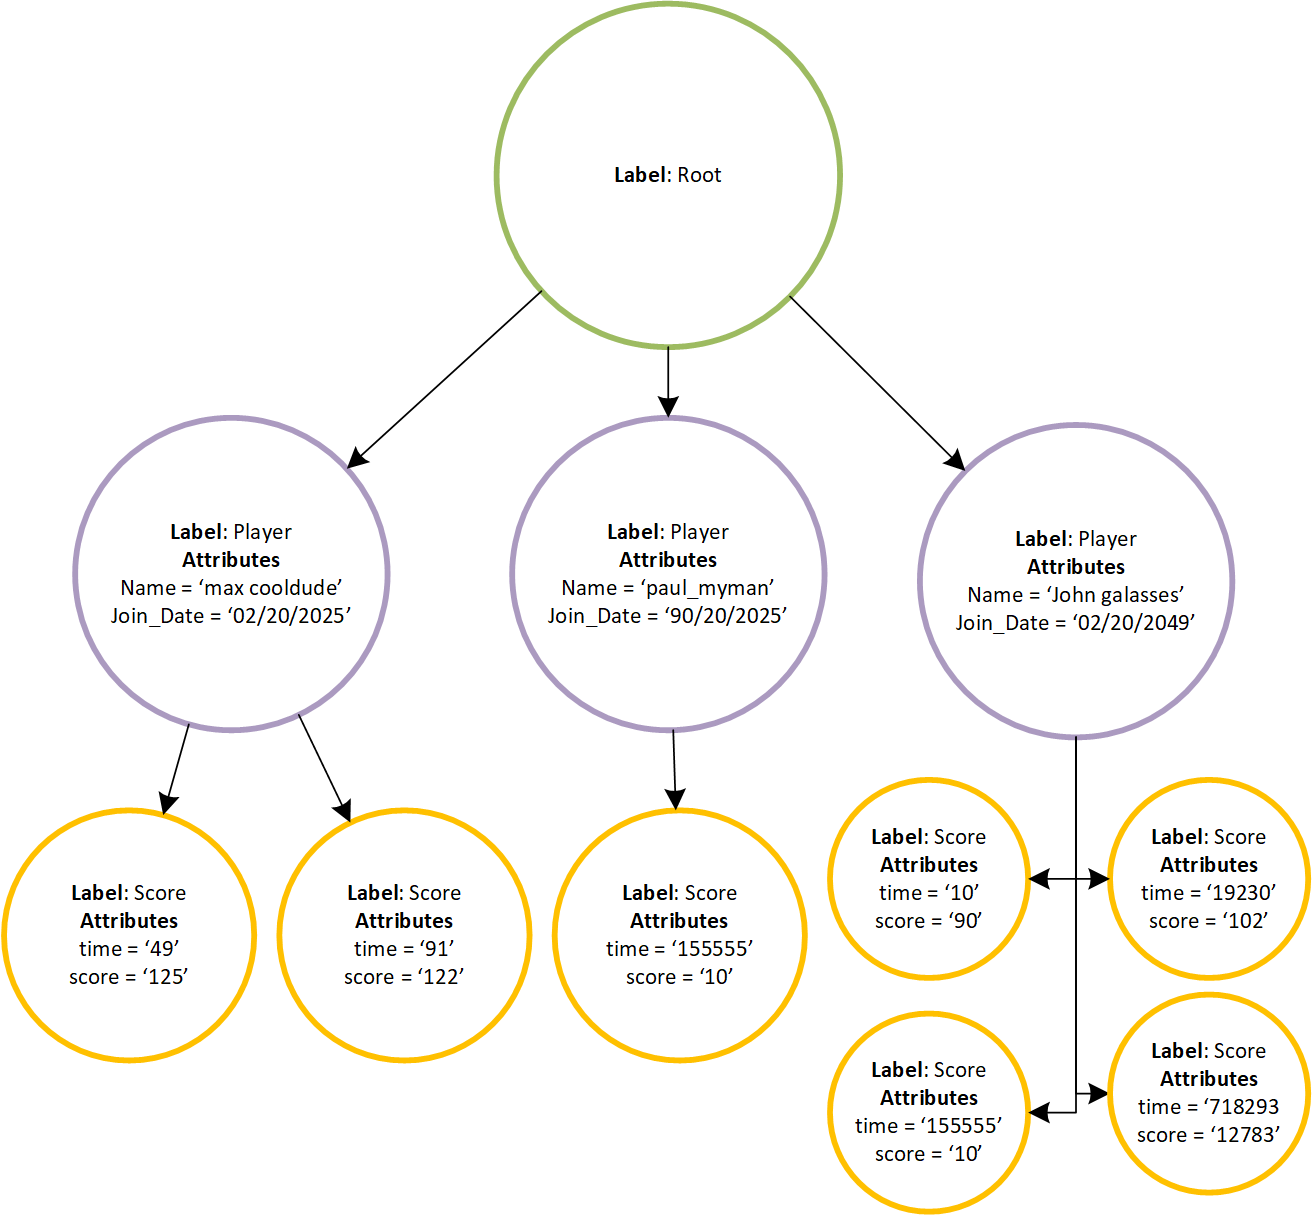 Label: Root
Label: Player
Attributes
Name = ‘max cooldude’
Join_Date = ‘02/20/2025’
Label: Player
Attributes
Name = ‘paul_myman’
Join_Date = ‘90/20/2025’
Label: Player
Attributes
Name = ‘John galasses’
Join_Date = ‘02/20/2049’
Label: Score
Attributes
time = ‘49’
score = ‘125’
Label: Score
Attributes
time = ‘91’
score = ‘122’
Label: Score
Attributes
time = ‘155555’
score = ‘10’
Label: Score
Attributes
time = ‘10’
score = ‘90’
Label: Score
Attributes
time = ‘19230’
score = ‘102’
Label: Score
Attributes
time = ‘155555’
score = ‘10’
Label: Score
Attributes
time = ‘718293
score = ‘12783’